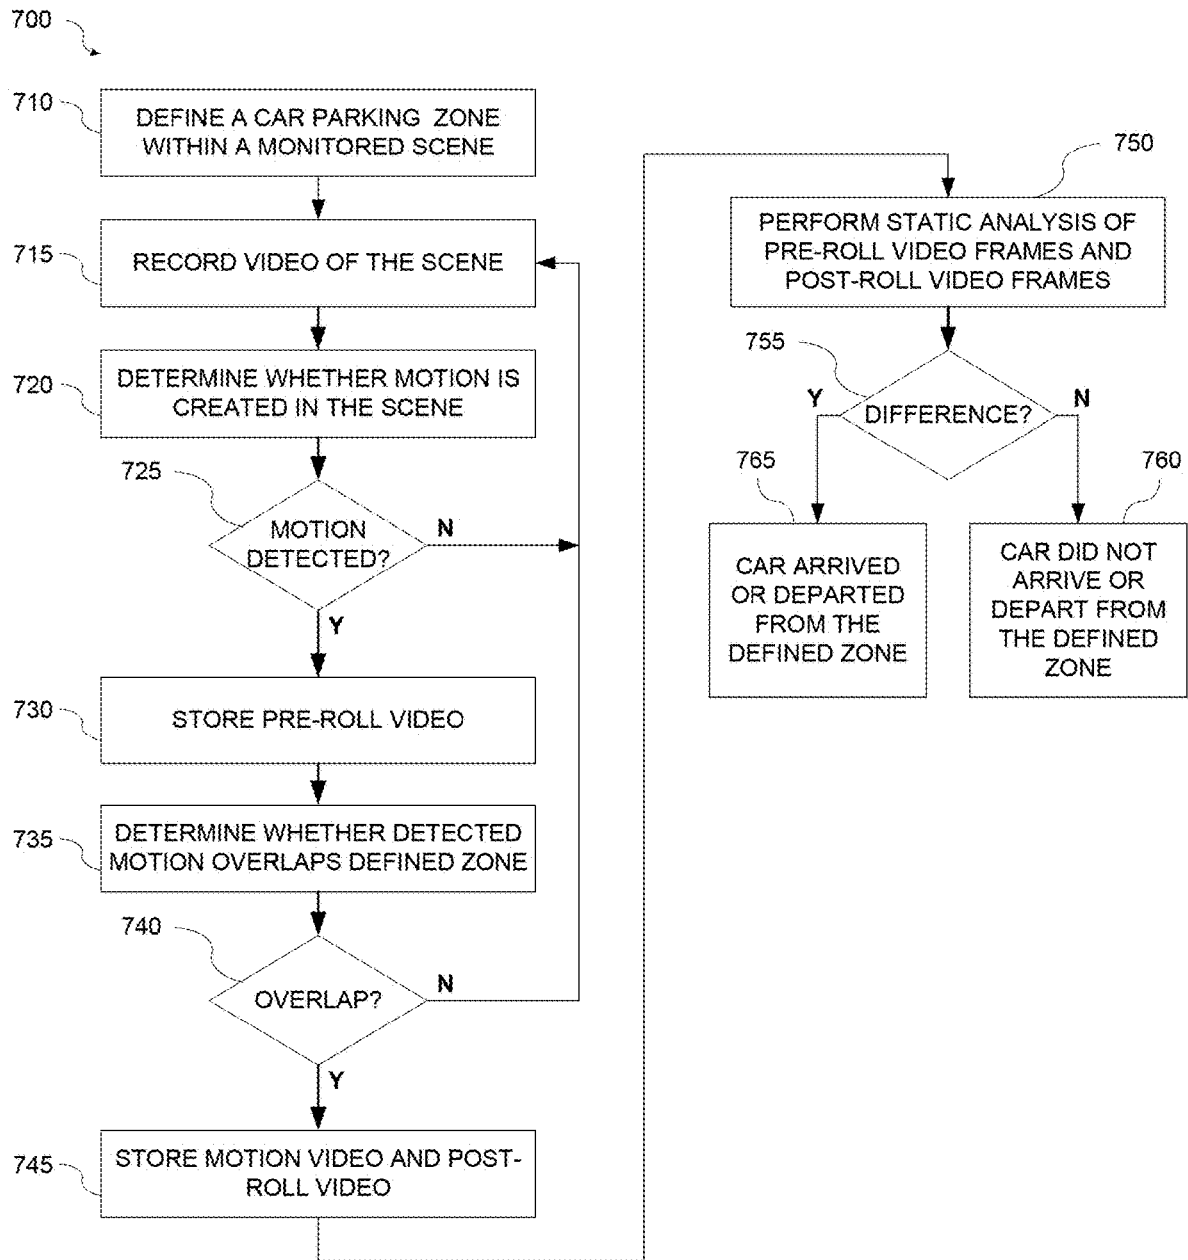 700
710
DEFINE A CAR PARKING ZONE
WITHIN A MONITORED SCENE
715
RECORD VIDEO OF THE SCENE
720
DETERMINE WHETHER MOTION IS
CREATED IN THE SCENE
725
MOTION
DETECTED?
N
Y
730
STORE PRE-ROLL VIDEO
735
DETERMINE WHETHER DETECTED
MOTION OVERLAPS DEFINED ZONE
740
OVERLAP?
N
Y
745
STORE MOTION VIDEO AND POST-
ROLL VIDEO
750
PERFORM STATIC ANALYSIS OF
PRE-ROLL VIDEO FRAMES AND
POST-ROLL VIDEO FRAMES
755
DIFFERENCE?
Y
N
765
CAR ARRIVED
OR DEPARTED
FROM THE
DEFINED ZONE
760
CAR DID NOT
ARRIVE OR
DEPART FROM
THE DEFINED
ZONE